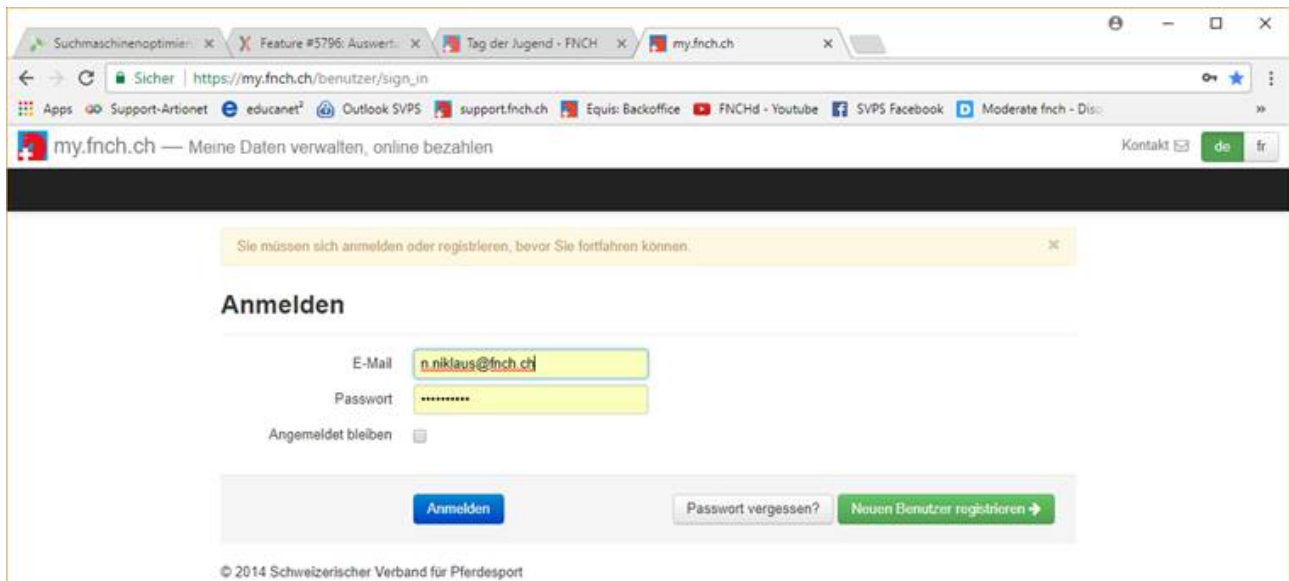 Suchmaschinenoptimier Feature #5796: Auswert Tag der Jugend - FNCH my.fnch.ch
Sicher https://my.fnch.ch/benutzer/sign_in
Apps Support-Artionet educanet² Outlook SVPS support.fnch.ch Equis: Backoffice FNCHd - Youtube SVPS Facebook Moderate fnch - Disc »
my.fnch.ch — Meine Daten verwalten, online bezahlen Kontakt de fr
Sie müssen sich anmelden oder registrieren, bevor Sie fortfahren können. ×
Anmelden
E-Mail n.niklaus@fnch.ch
Passwort ••••••••••
Angemeldet bleiben
Anmelden Passwort vergessen? Neuen Benutzer registrieren →
© 2014 Schweizerischer Verband für Pferdesport